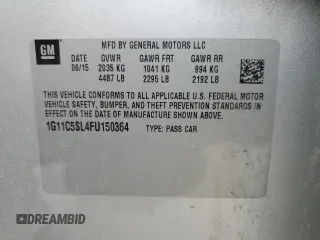 GM
MFD BY GENERAL MOTORS LLC
DATE GVWR GAWR FRT GAWR RR
06/15 2035 KG 1041 KG 994 KG
4487 LB 2295 LB 2192 LB
THIS VEHICLE CONFORMS TO ALL APPLICABLE U.S. FEDERAL MOTOR
VEHICLE SAFETY, BUMPER, AND THEFT PREVENTION STANDARDS IN
EFFECT ON THE DATE OF MANUFACTURE SHOWN ABOVE.
1G11C5SL4FU150364 TYPE: PASS CAR
DREAMBID